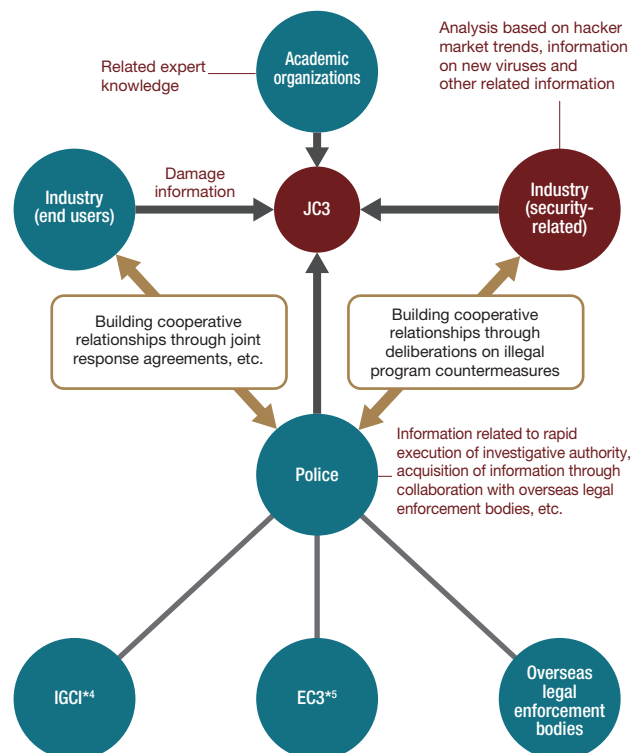 Academic
organizations
Related expert
knowledge
Analysis based on hacker
market trends, information
on new viruses and
other related information
Industry
(end users)
Damage
information
JC3
Industry
(security-
related)
Building cooperative
relationships through joint
response agreements, etc.
Building cooperative
relationships through
deliberations on illegal
program countermeasures
Police
Information related to rapid
execution of investigative authority,
acquisition of information through
collaboration with overseas legal
enforcement bodies, etc.
IGCI*4
EC3*5
Overseas
legal
enforcement
bodies